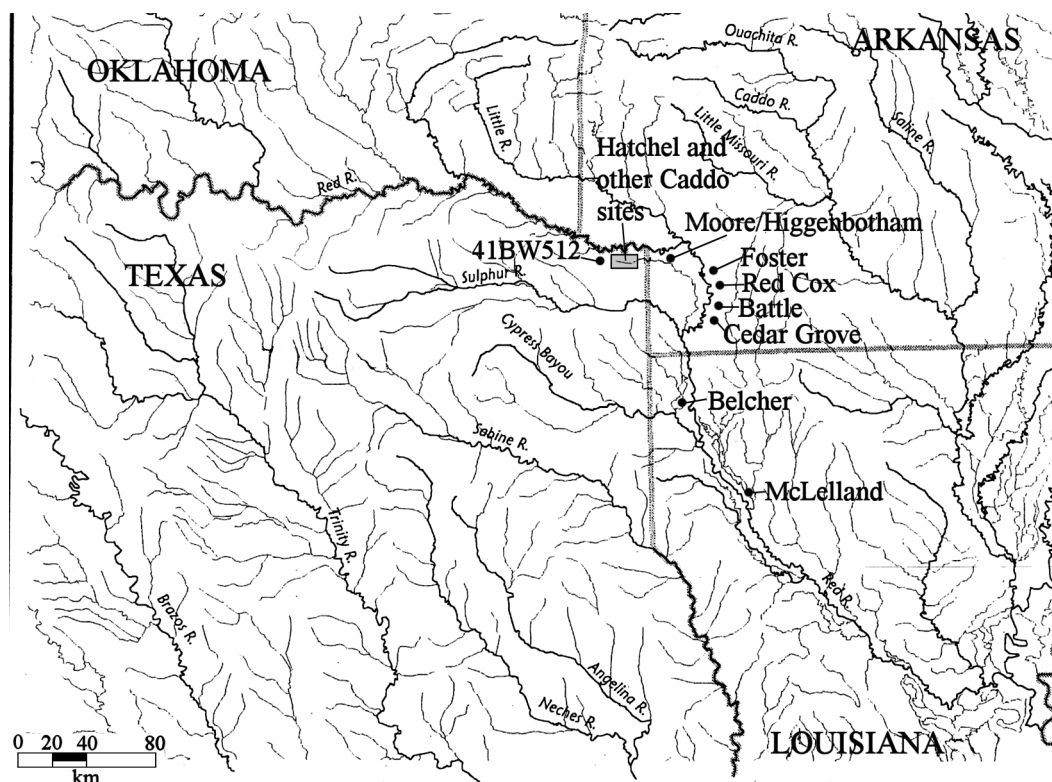 Ouachita R.
ARKANSAS
OKLAHOMA
Caddo R.
Little R.
Little Missouri R.
Saline R.
Hatchel and
other Caddo
sites
Red R.
Moore/Higgenbotham
41BW512
Foster
TEXAS
Sulphur R.
Red Cox
Battle
Cedar Grove
Cypress Bayou
Belcher
Sabine R.
McLelland
Trinity R.
Red R.
Brazos R.
Angelina R.
Neches R.
LOUISIANA
0 20 40 80
km